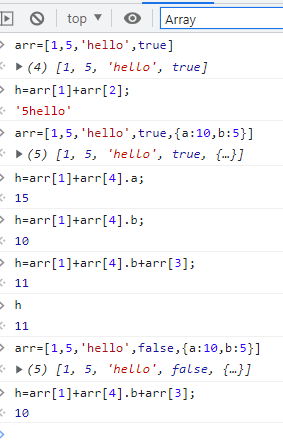 top
Array
arr=[1,5,'hello',true]
(4) [1, 5, 'hello', true]
h=arr[1]+arr[2];
'5hello'
arr=[1,5,'hello',true,{a:10,b:5}]
(5) [1, 5, 'hello', true, {…}]
h=arr[1]+arr[4].a;
15
h=arr[1]+arr[4].b;
10
h=arr[1]+arr[4].b+arr[3];
11
h
11
arr=[1,5,'hello',false,{a:10,b:5}]
(5) [1, 5, 'hello', false, {…}]
h=arr[1]+arr[4].b+arr[3];
10